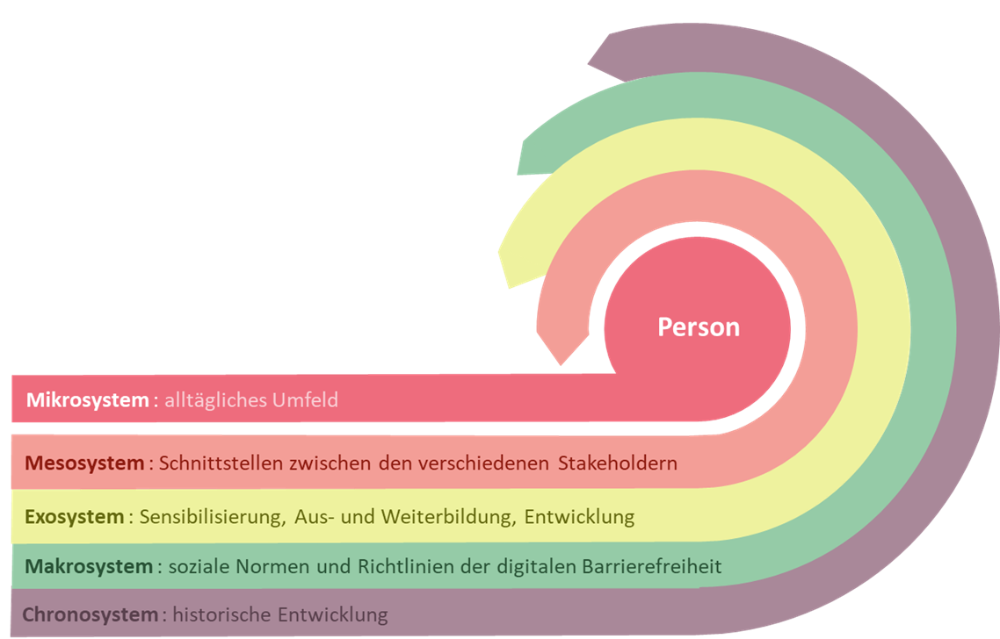 Person
Mikrosystem : alltägliches Umfeld
Mesosystem : Schnittstellen zwischen den verschiedenen Stakeholdern
Exosystem : Sensibilisierung, Aus- und Weiterbildung, Entwicklung
Makrosystem : soziale Normen und Richtlinien der digitalen Barrierefreiheit
Chronosystem : historische Entwicklung